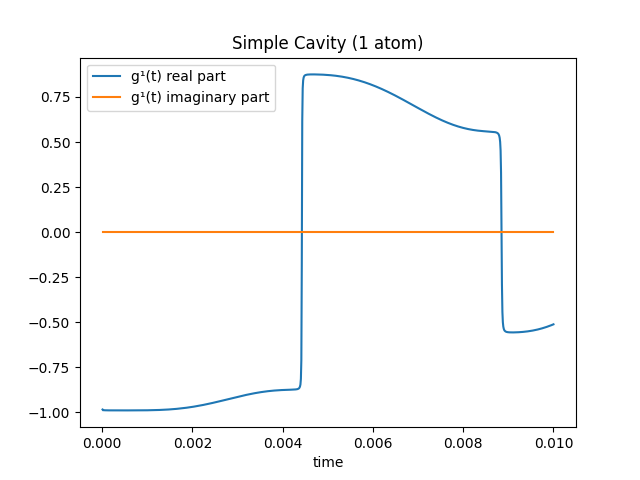 Simple Cavity (1 atom)
g¹(t) real part
g¹(t) imaginary part
0.75
0.50
0.25
0.00
−0.25
−0.50
−0.75
−1.00
0.000 0.002 0.004 0.006 0.008 0.010
time